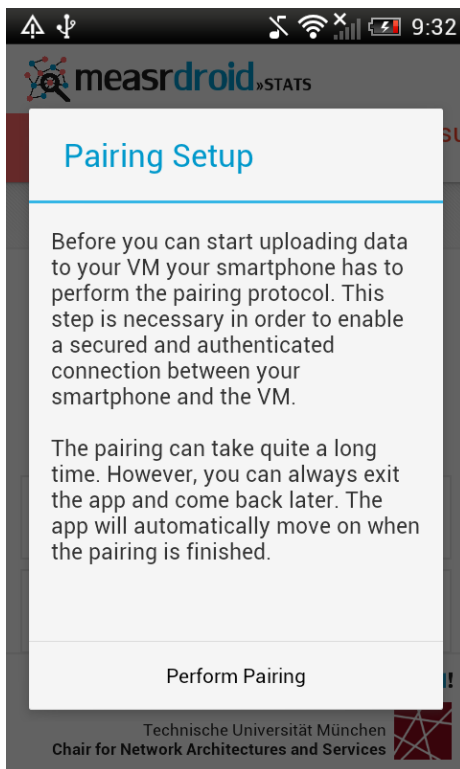 9:32
measrdroid»STATS
su
Pairing Setup
Before you can start uploading data
to your VM your smartphone has to
perform the pairing protocol. This
step is necessary in order to enable
a secured and authenticated
connection between your
smartphone and the VM.
The pairing can take quite a long
time. However, you can always exit
the app and come back later. The
app will automatically move on when
the pairing is finished.
Perform Pairing
!
Technische Universität München
Chair for Network Architectures and Services